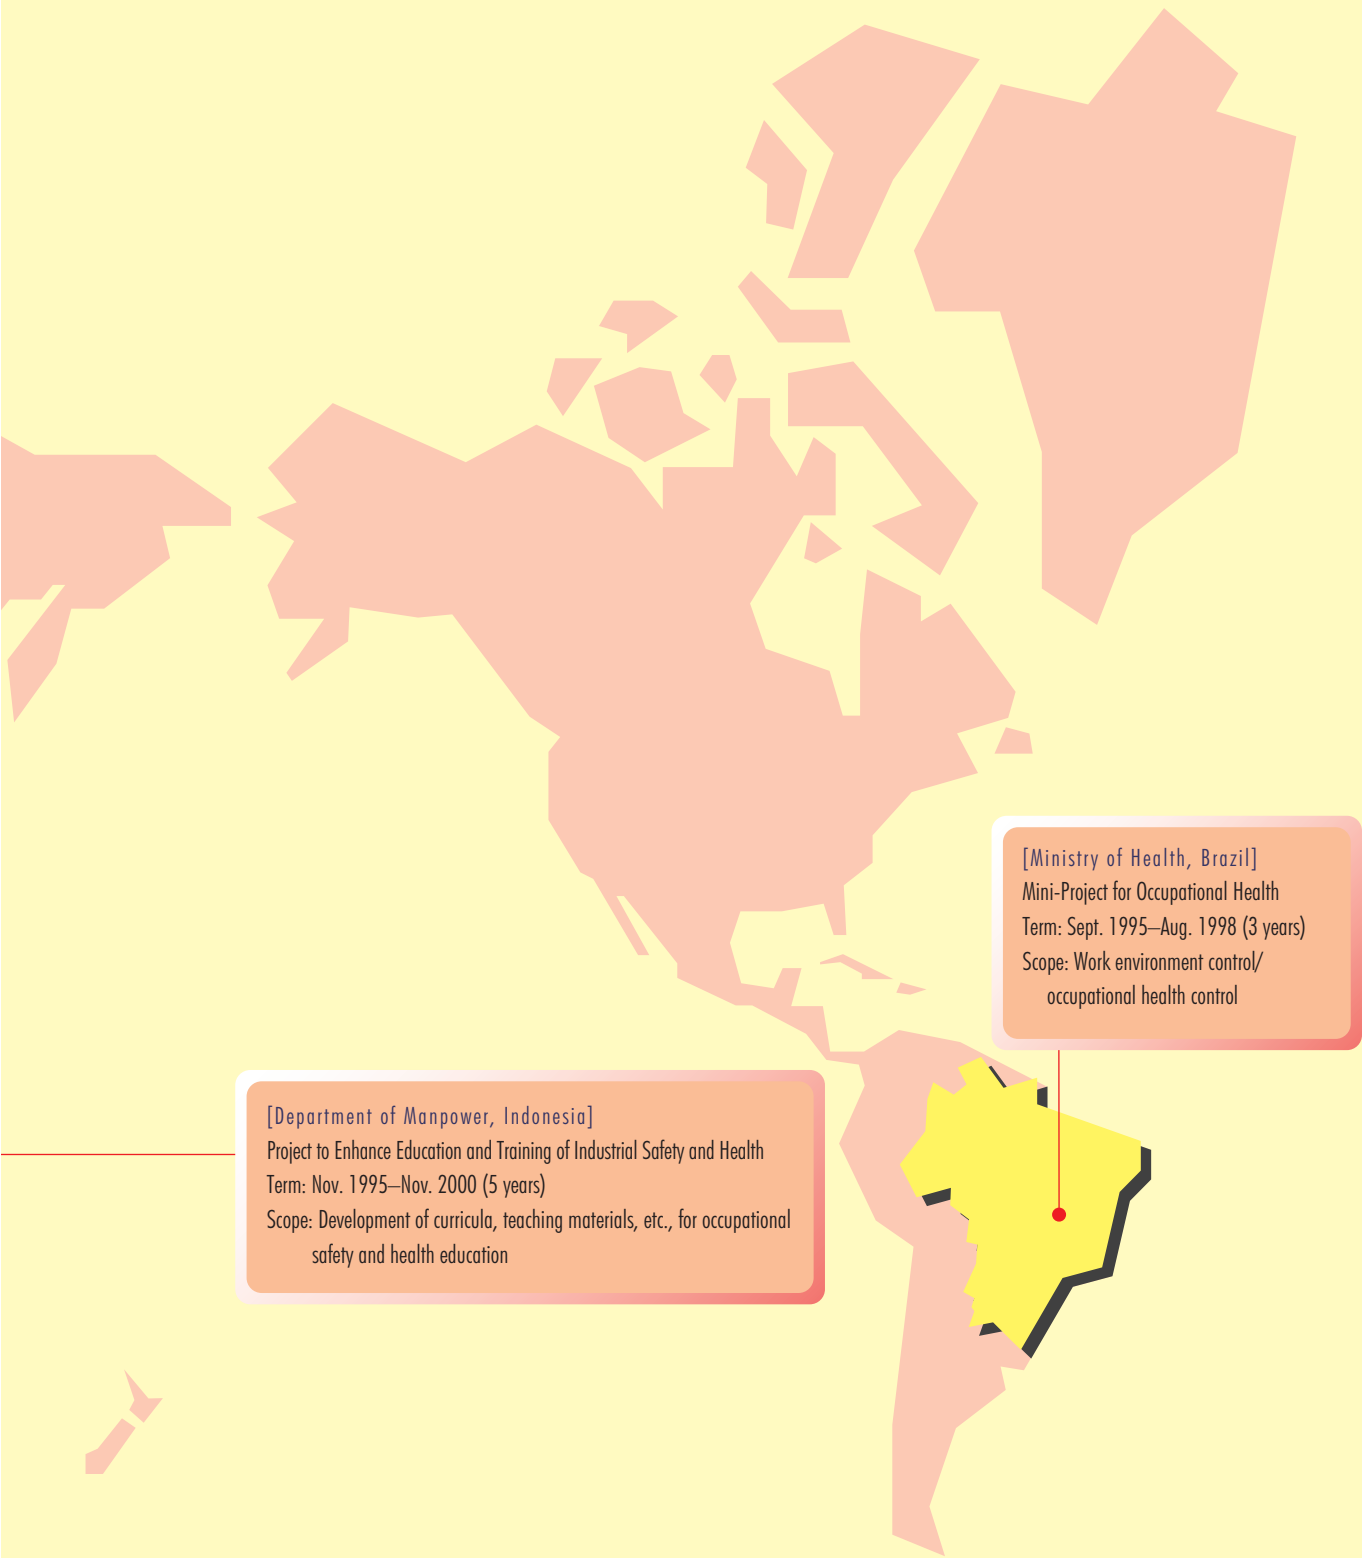 [Ministry of Health, Brazil]
Mini-Project for Occupational Health
Term: Sept. 1995–Aug. 1998 (3 years)
Scope: Work environment control/
occupational health control
[Department of Manpower, Indonesia]
Project to Enhance Education and Training of Industrial Safety and Health
Term: Nov. 1995–Nov. 2000 (5 years)
Scope: Development of curricula, teaching materials, etc., for occupational
safety and health education